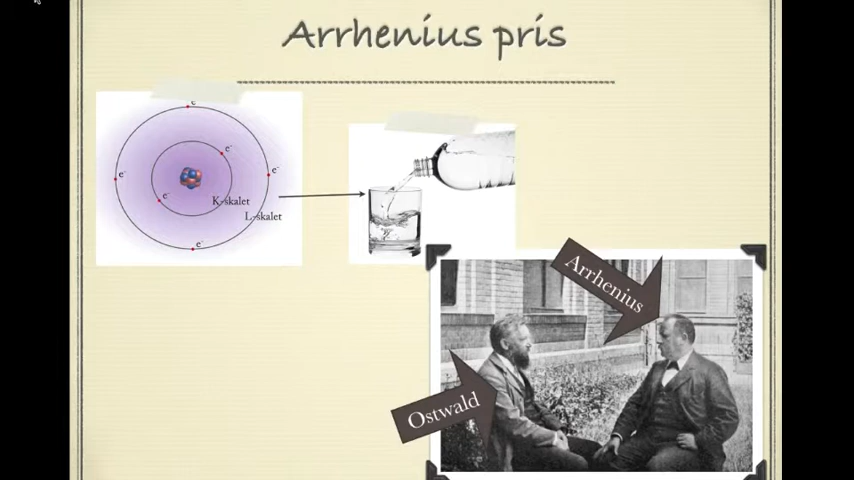 Arrhenius pris
e⁻
e⁻
e⁻
e⁻
e⁻
K-skalet
L-skalet
e⁻
Arrhenius
Ostwald